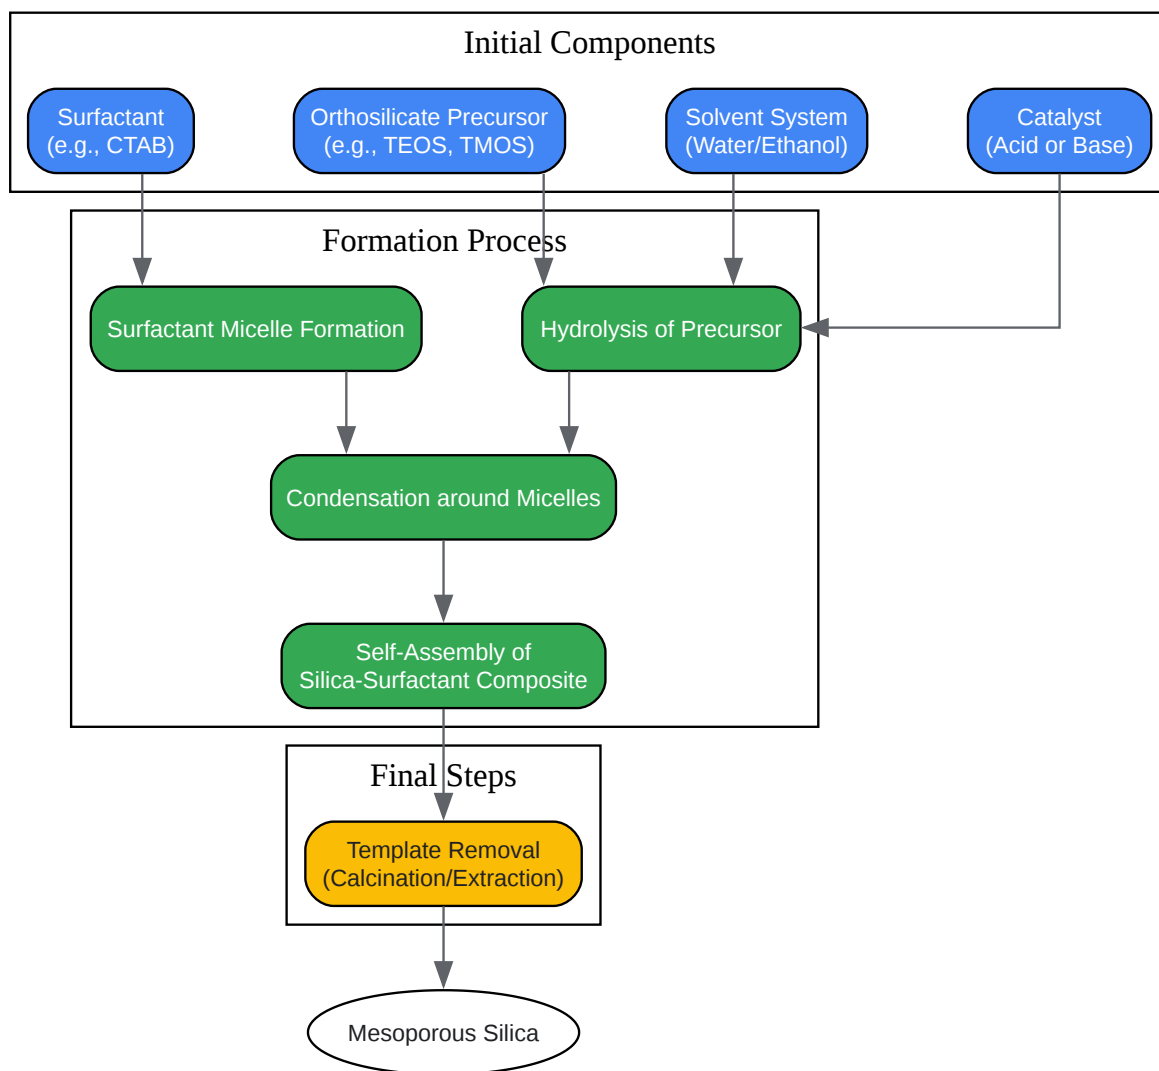 Initial Components
Surfactant
(e.g., CTAB)
Orthosilicate Precursor
(e.g., TEOS, TMOS)
Solvent System
(Water/Ethanol)
Catalyst
(Acid or Base)
Formation Process
Surfactant Micelle Formation
Hydrolysis of Precursor
Condensation around Micelles
Self-Assembly of
Silica-Surfactant Composite
Final Steps
Template Removal
(Calcination/Extraction)
Mesoporous Silica